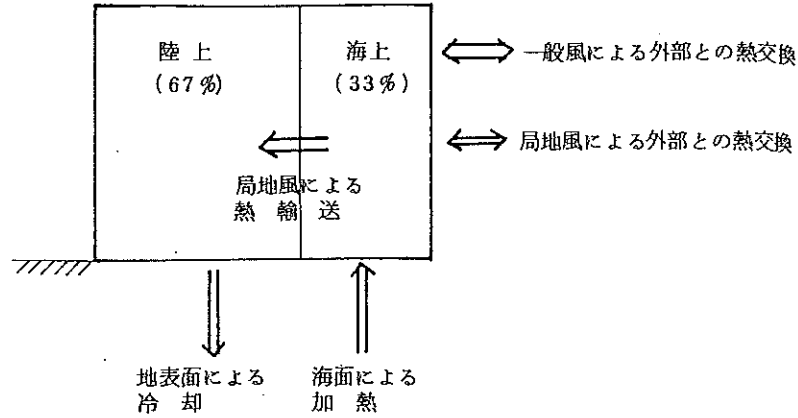 陸上
(67%)
海上
(33%)
一般風による外部との熱交換
局地風による外部との熱交換
局地風による
熱輸送
地表面による
冷却
海面による
加熱